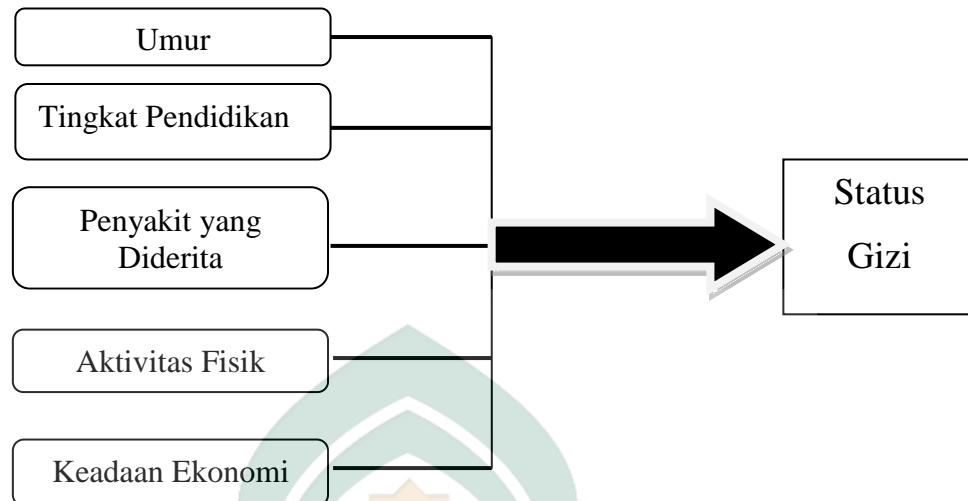 Umur
Tingkat Pendidikan
Penyakit yang
Diderita
Aktivitas Fisik
Keadaan Ekonomi
Status
Gizi